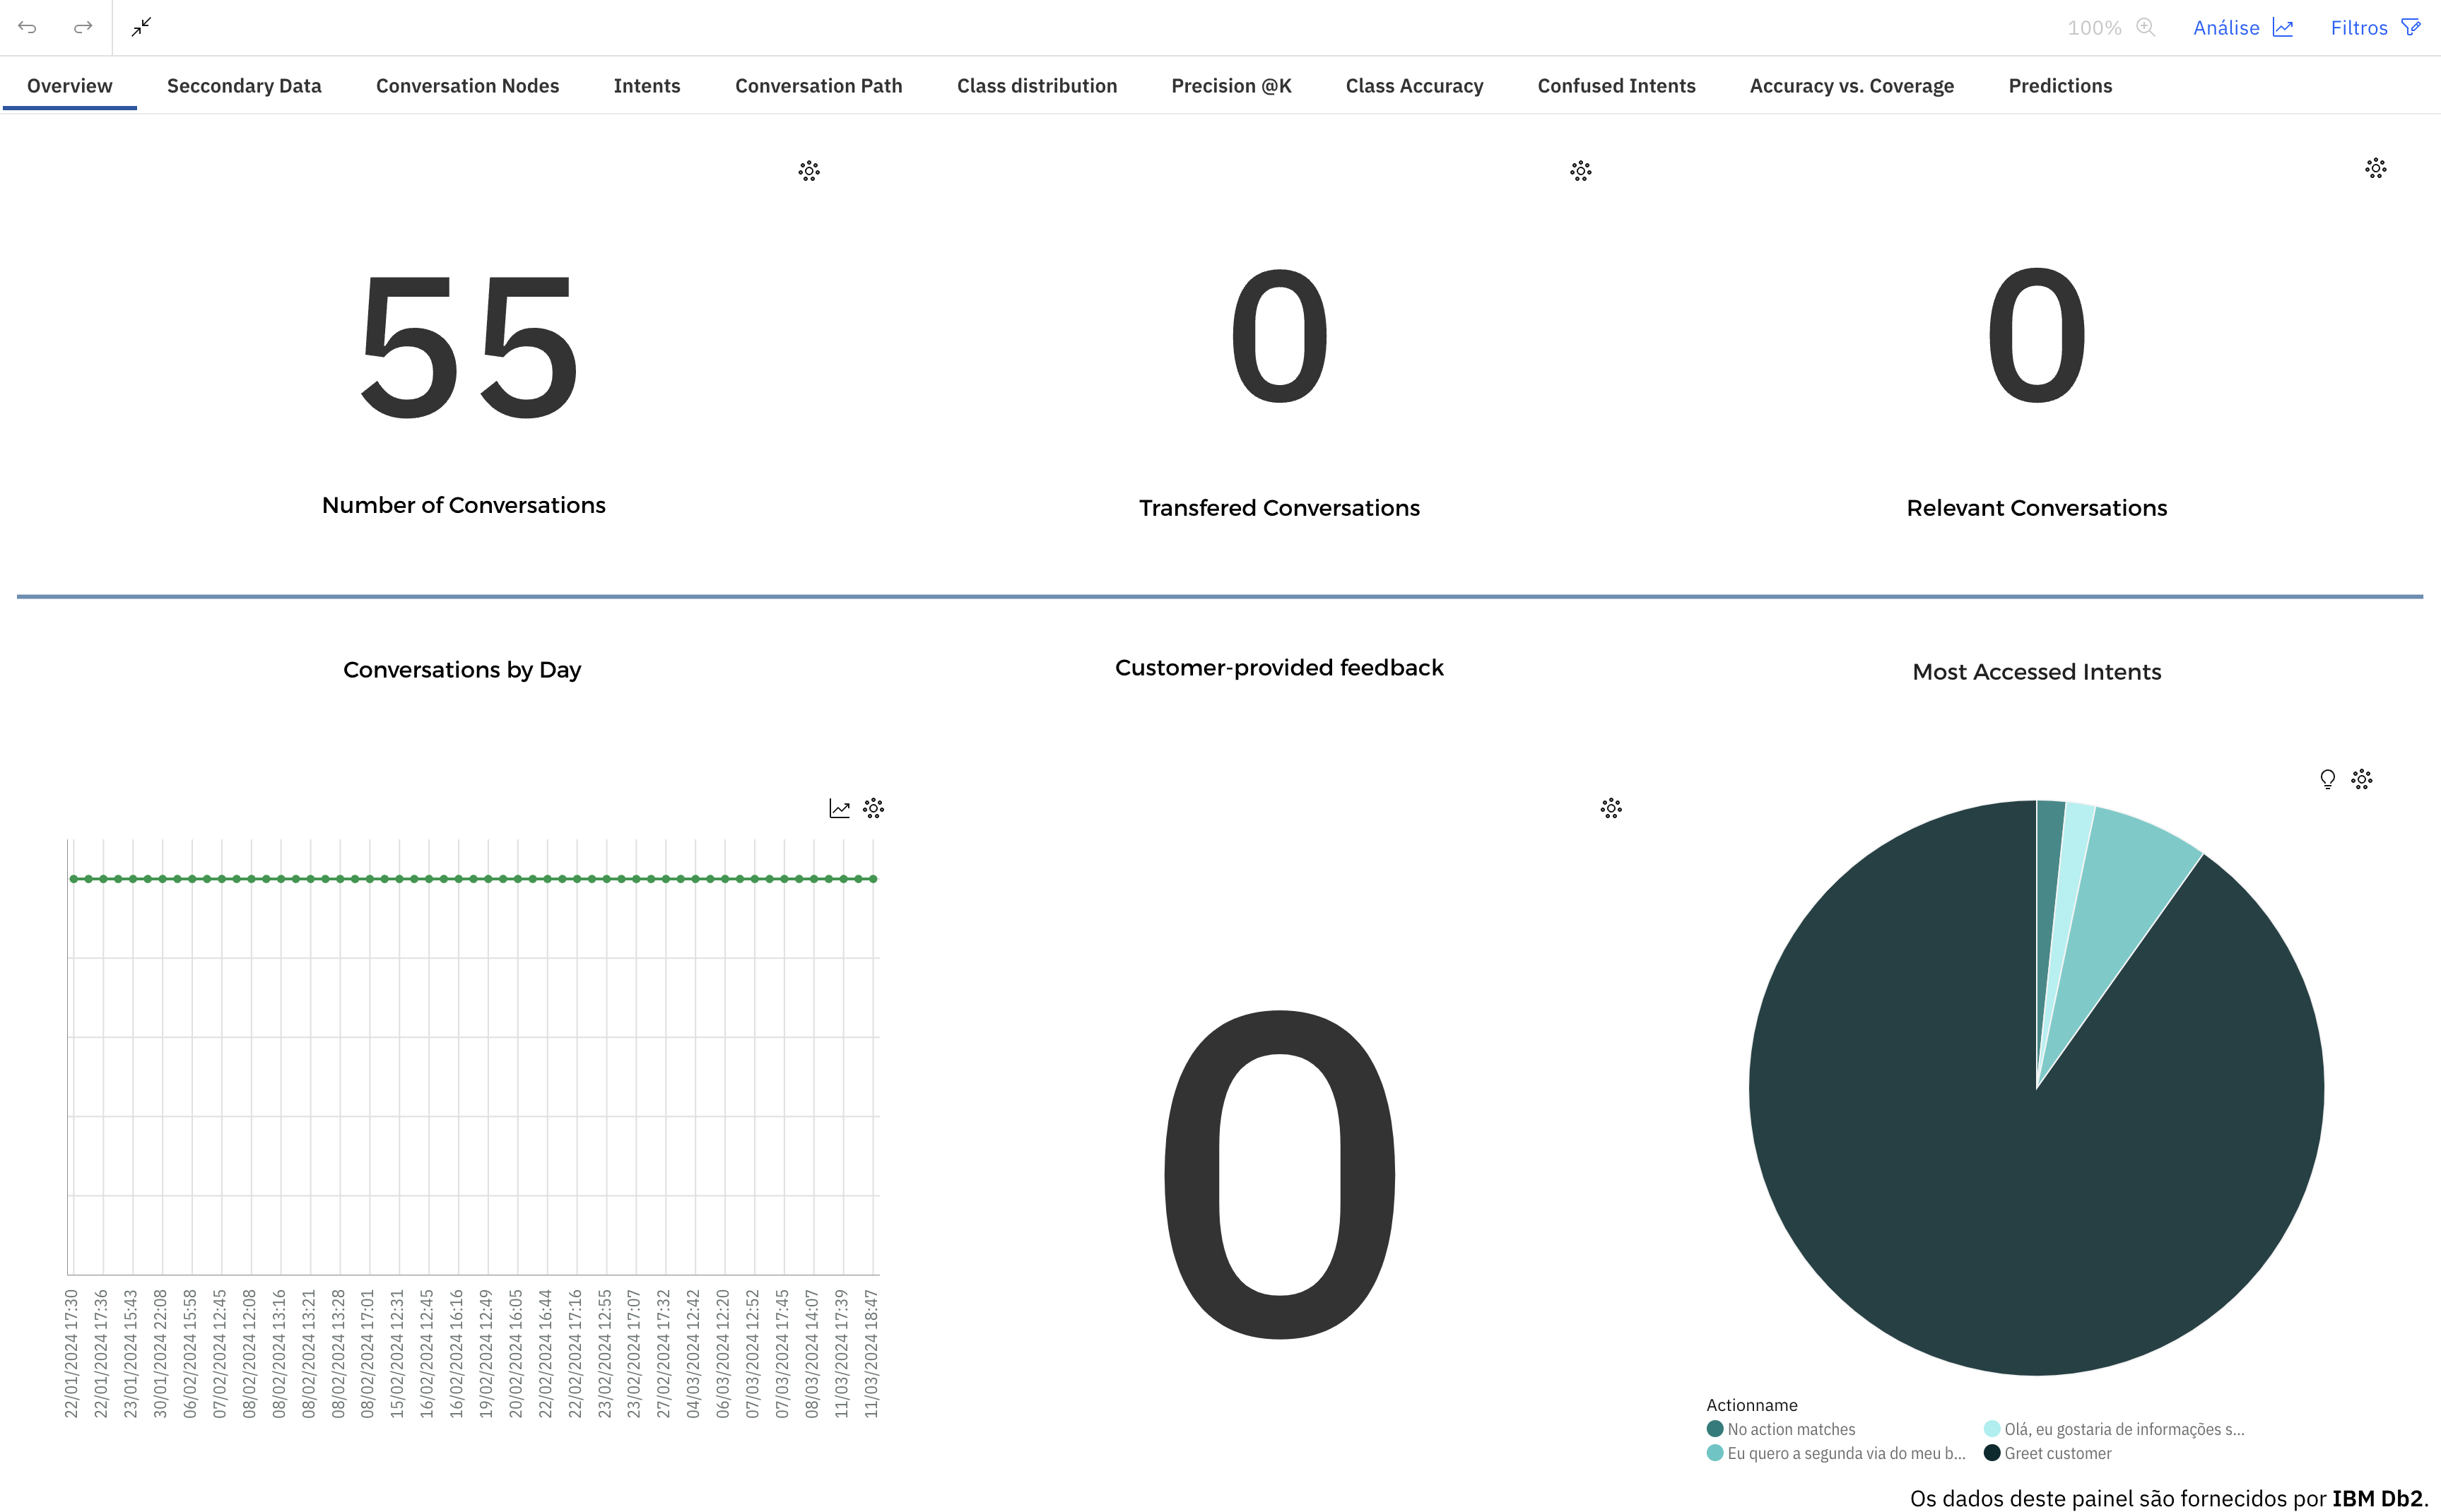 100% Análise Filtros
Overview Seccondary Data Conversation Nodes Intents Conversation Path Class distribution Precision @K Class Accuracy Confused Intents Accuracy vs. Coverage Predictions
55
Number of Conversations
0
Transfered Conversations
0
Relevant Conversations
Conversations by Day
22/01/2024 17:30
22/01/2024 17:36
23/01/2024 15:43
30/01/2024 22:08
06/02/2024 15:58
07/02/2024 12:45
08/02/2024 12:08
08/02/2024 13:16
08/02/2024 13:21
08/02/2024 13:28
08/02/2024 17:01
15/02/2024 12:31
16/02/2024 12:45
16/02/2024 16:16
19/02/2024 12:49
20/02/2024 16:05
22/02/2024 16:44
22/02/2024 17:16
23/02/2024 12:55
23/02/2024 17:07
27/02/2024 17:32
04/03/2024 12:42
06/03/2024 12:20
07/03/2024 12:52
07/03/2024 17:45
08/03/2024 14:07
11/03/2024 17:39
11/03/2024 18:47
Customer-provided feedback
0
Most Accessed Intents
Actionname
No action matches
Olá, eu gostaria de informações s...
Eu quero a segunda via do meu b...
Greet customer
Os dados deste painel são fornecidos por IBM Db2.